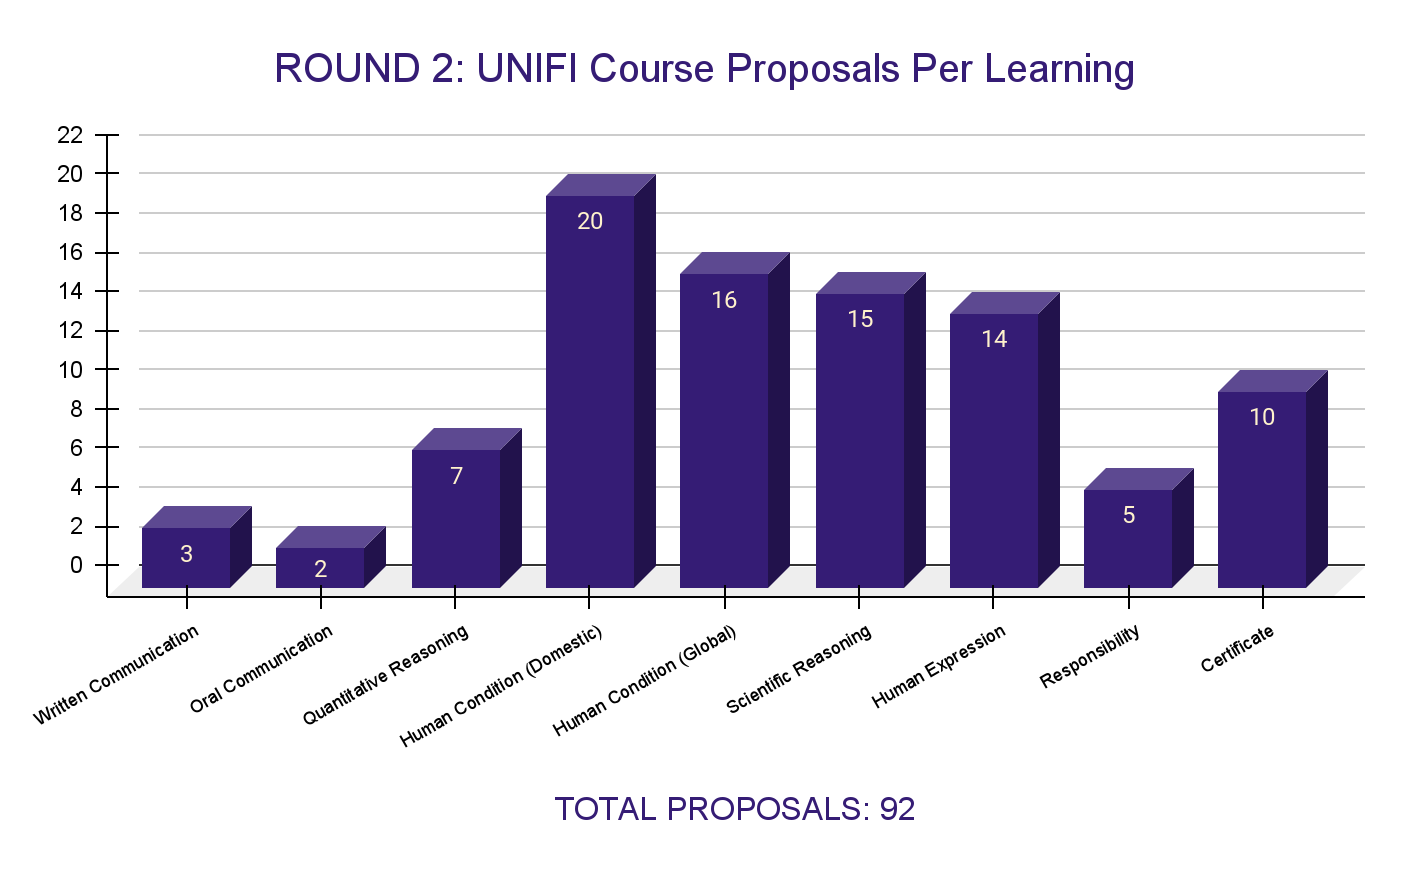 ROUND 2: UNIFI Course Proposals Per Learning
22
20
18
16
14
12
10
8
6
4
2
0
3
2
7
20
16
15
14
5
10
Written Communication
Oral Communication
Quantitative Reasoning
Human Condition (Domestic)
Human Condition (Global)
Scientific Reasoning
Human Expression
Responsibility
Certificate
TOTAL PROPOSALS: 92